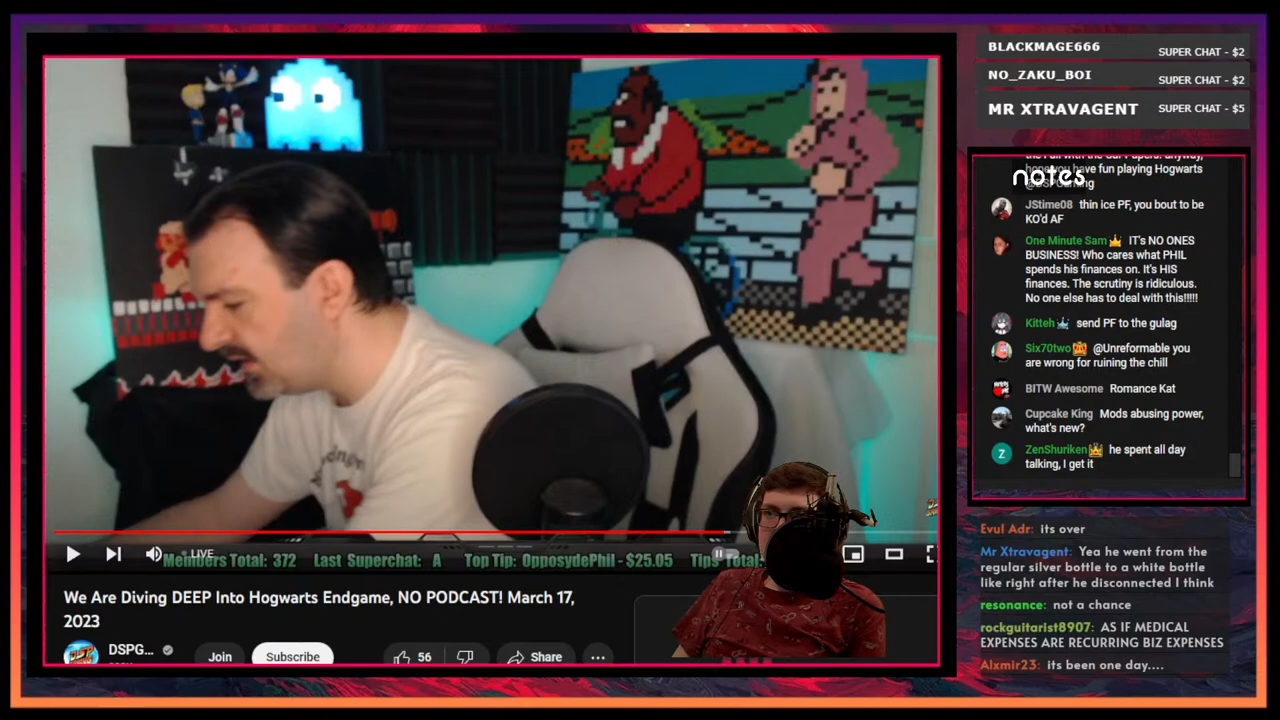 Members Total: 372 Last Superchat: A Top Tip: OpposydePhil - $25.05 Tips Total:
LIVE
We Are Diving DEEP Into Hogwarts Endgame, NO PODCAST! March 17,
2023
DSPG...
Join
Subscribe
56
Share
BLACKMAGE666 SUPER CHAT - $2
NO_ZAKU_BOI SUPER CHAT - $2
MR XTRAVAGENT SUPER CHAT - $5
notes
hope you have fun playing Hogwarts
JStime08 thin ice PF, you bout to be
KO'd AF
One Minute Sam IT's NO ONES
BUSINESS! Who cares what PHIL
spends his finances on. It's HIS
finances. The scrutiny is ridiculous.
No one else has to deal with this!!!!!
Kitteh send PF to the gulag
Six70two @Unreformable you
are wrong for ruining the chill
BITW Awesome Romance Kat
Cupcake King Mods abusing power,
what's new?
ZenShuriken he spent all day
talking, I get it
Z
Evul Adr: its over
Mr Xtravagent: Yea he went from the
regular silver bottle to a white bottle
like right after he disconnected I think
resonance: not a chance
rockguitarist8907: AS IF MEDICAL
EXPENSES ARE RECURRING BIZ EXPENSES
Alxmir23: its been one day....